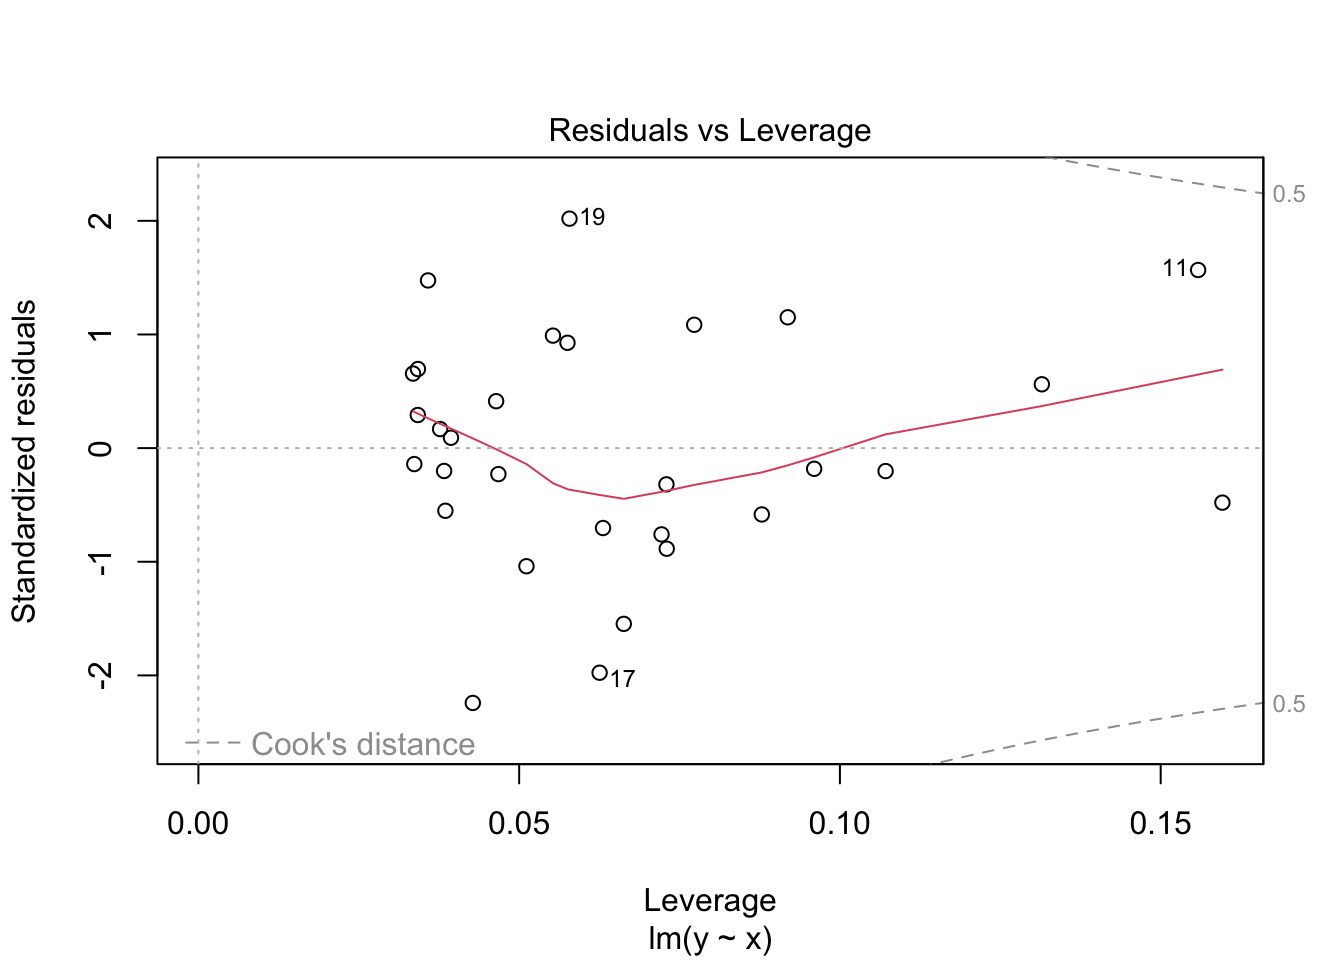 Residuals vs Leverage
Standardized residuals
2
1
0
-1
-2
19
11
17
0.5
0.5
Cook's distance
0.00
0.05
0.10
0.15
Leverage
lm(y ~ x)